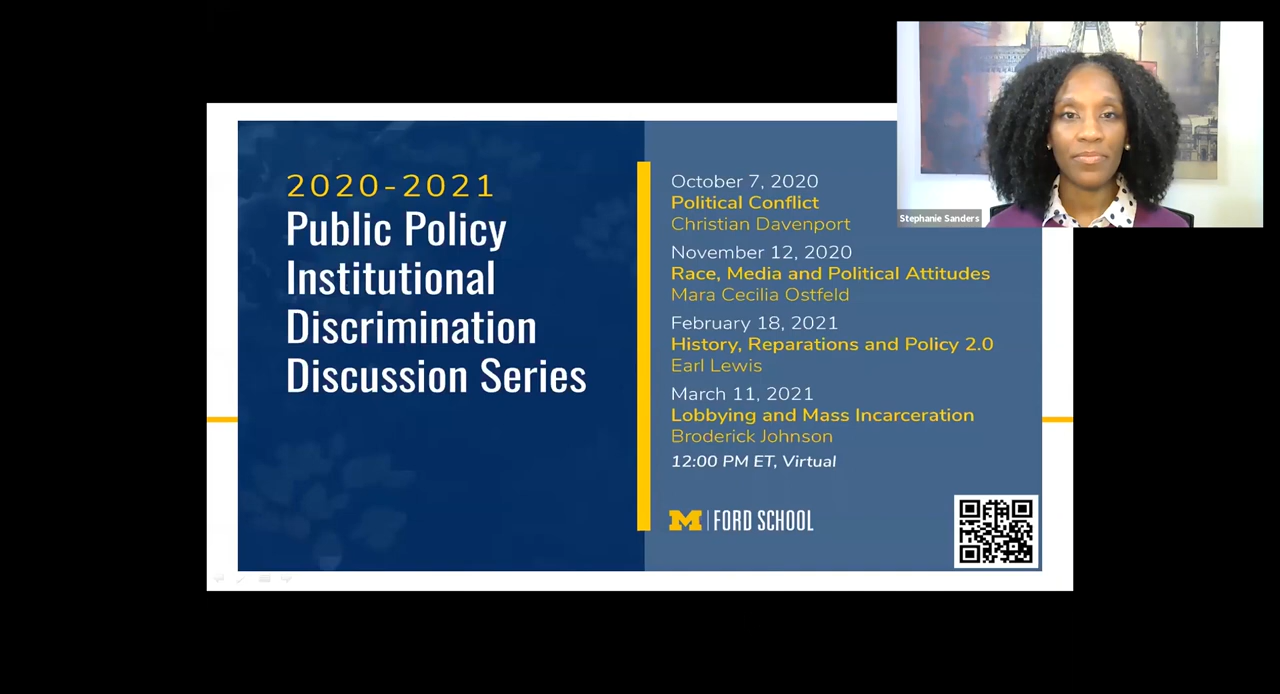 2020-2021
Public Policy
Institutional
Discrimination
Discussion Series
October 7, 2020
Political Conflict
Christian Davenport
November 12, 2020
Race, Media and Political Attitudes
Mara Cecilia Ostfeld
February 18, 2021
History, Reparations and Policy 2.0
Earl Lewis
March 11, 2021
Lobbying and Mass Incarceration
Broderick Johnson
12:00 PM ET, Virtual
M FORD SCHOOL
Stephanie Sanders